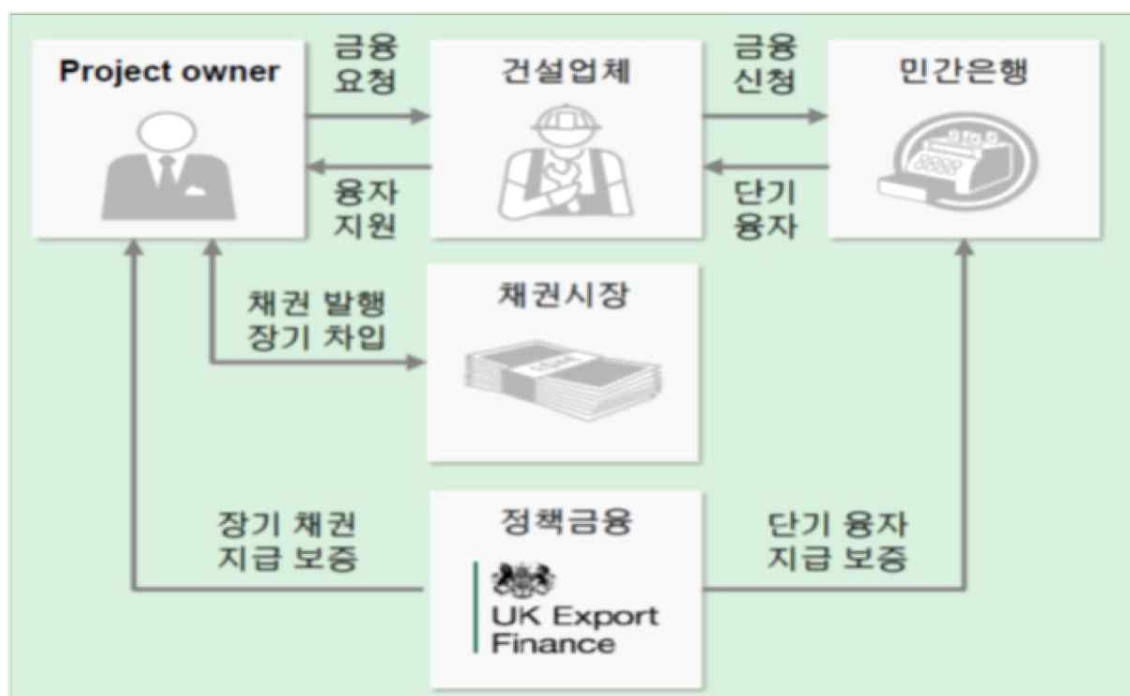 Project owner
금융
요청
건설업체
금융
신청
민간은행
융자
지원
단기
융자
채권 발행
장기 차입
채권시장
장기 채권
지급 보증
정책금융
UK Export
Finance
단기 융자
지급 보증